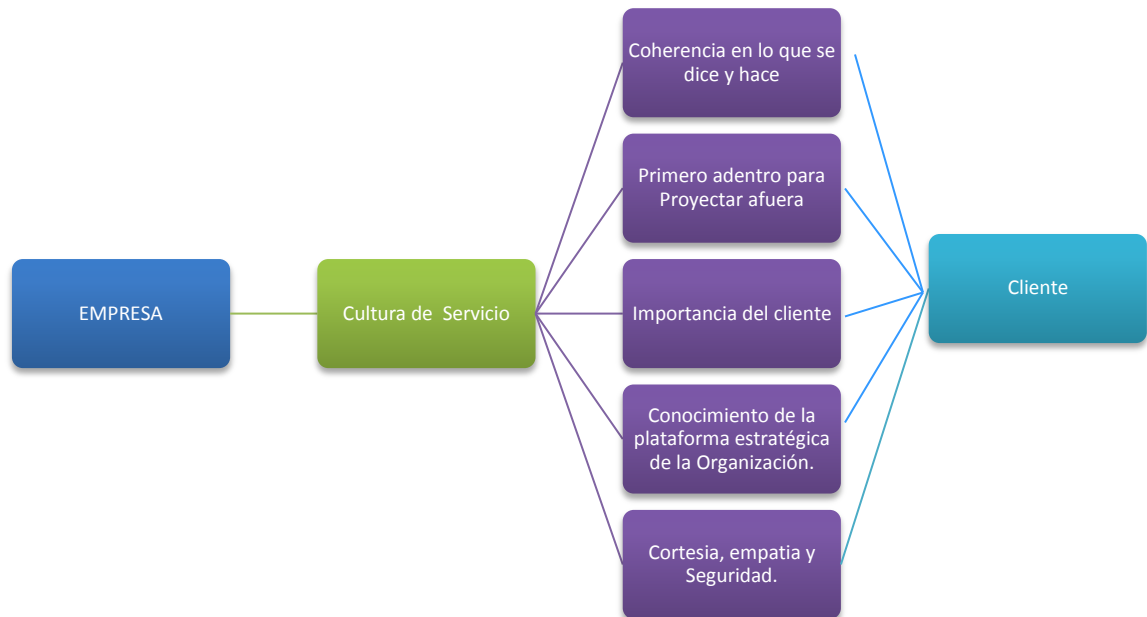 EMPRESA
Cultura de Servicio
Coherencia en lo que se
dice y hace
Primero adentro para
Proyectar afuera
Importancia del cliente
Conocimiento de la
plataforma estratégica
de la Organización.
Cortesia, empatia y
Seguridad.
Cliente